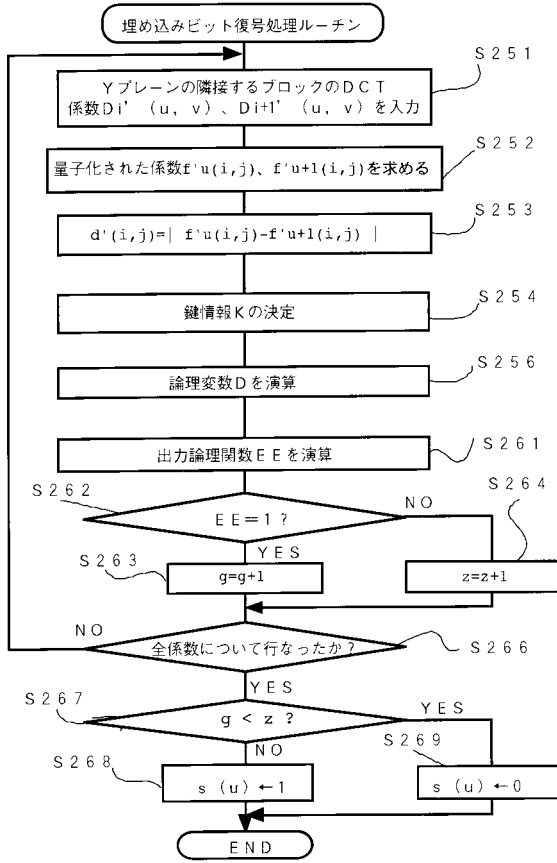 埋め込みビット復号処理ルーチン
S251
Yプレーンの隣接するブロックのDCT
係数Di' (u, v)、Di+1' (u, v) を入力
S252
量子化された係数f'u(i,j)、f'u+1(i,j)を求める
S253
d'(i,j)=| f'u(i,j)-f'u+1(i,j) |
S254
鍵情報Kの決定
S256
論理変数Dを演算
S261
出力論理関数EEを演算
S262
EE=1?
NO
S264
YES
S263
g=g+1
z=z+1
NO
全係数について行なったか?
S266
YES
S267
g < z ?
YES
NO
S269
S268
s (u) ←1
s (u) ←0
END